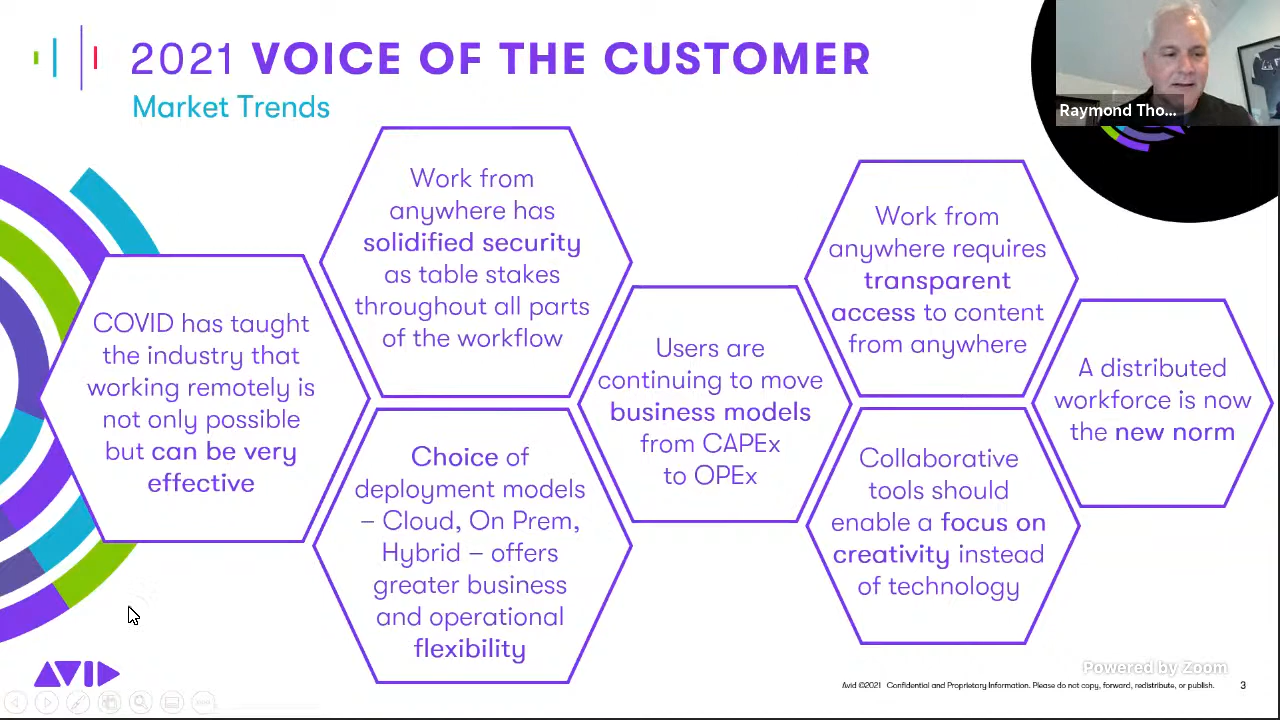 2021 VOICE OF THE CUSTOMER
Market Trends
Raymond Tho...
COVID has taught
the industry that
working remotely is
not only possible
but can be very
effective
Work from
anywhere has
solidified security
as table stakes
throughout all parts
of the workflow
Choice of
deployment models
– Cloud, On Prem,
Hybrid – offers
greater business
and operational
flexibility
Users are
continuing to move
business models
from CAPEx
to OPEx
Work from
anywhere requires
transparent
access to content
from anywhere
Collaborative
tools should
enable a focus on
creativity instead
of technology
A distributed
workforce is now
the new norm
AVID
Powered by Zoom
Avid ©2021 Confidential and Proprietary Information. Please do not copy, forward, redistribute, or publish.
3